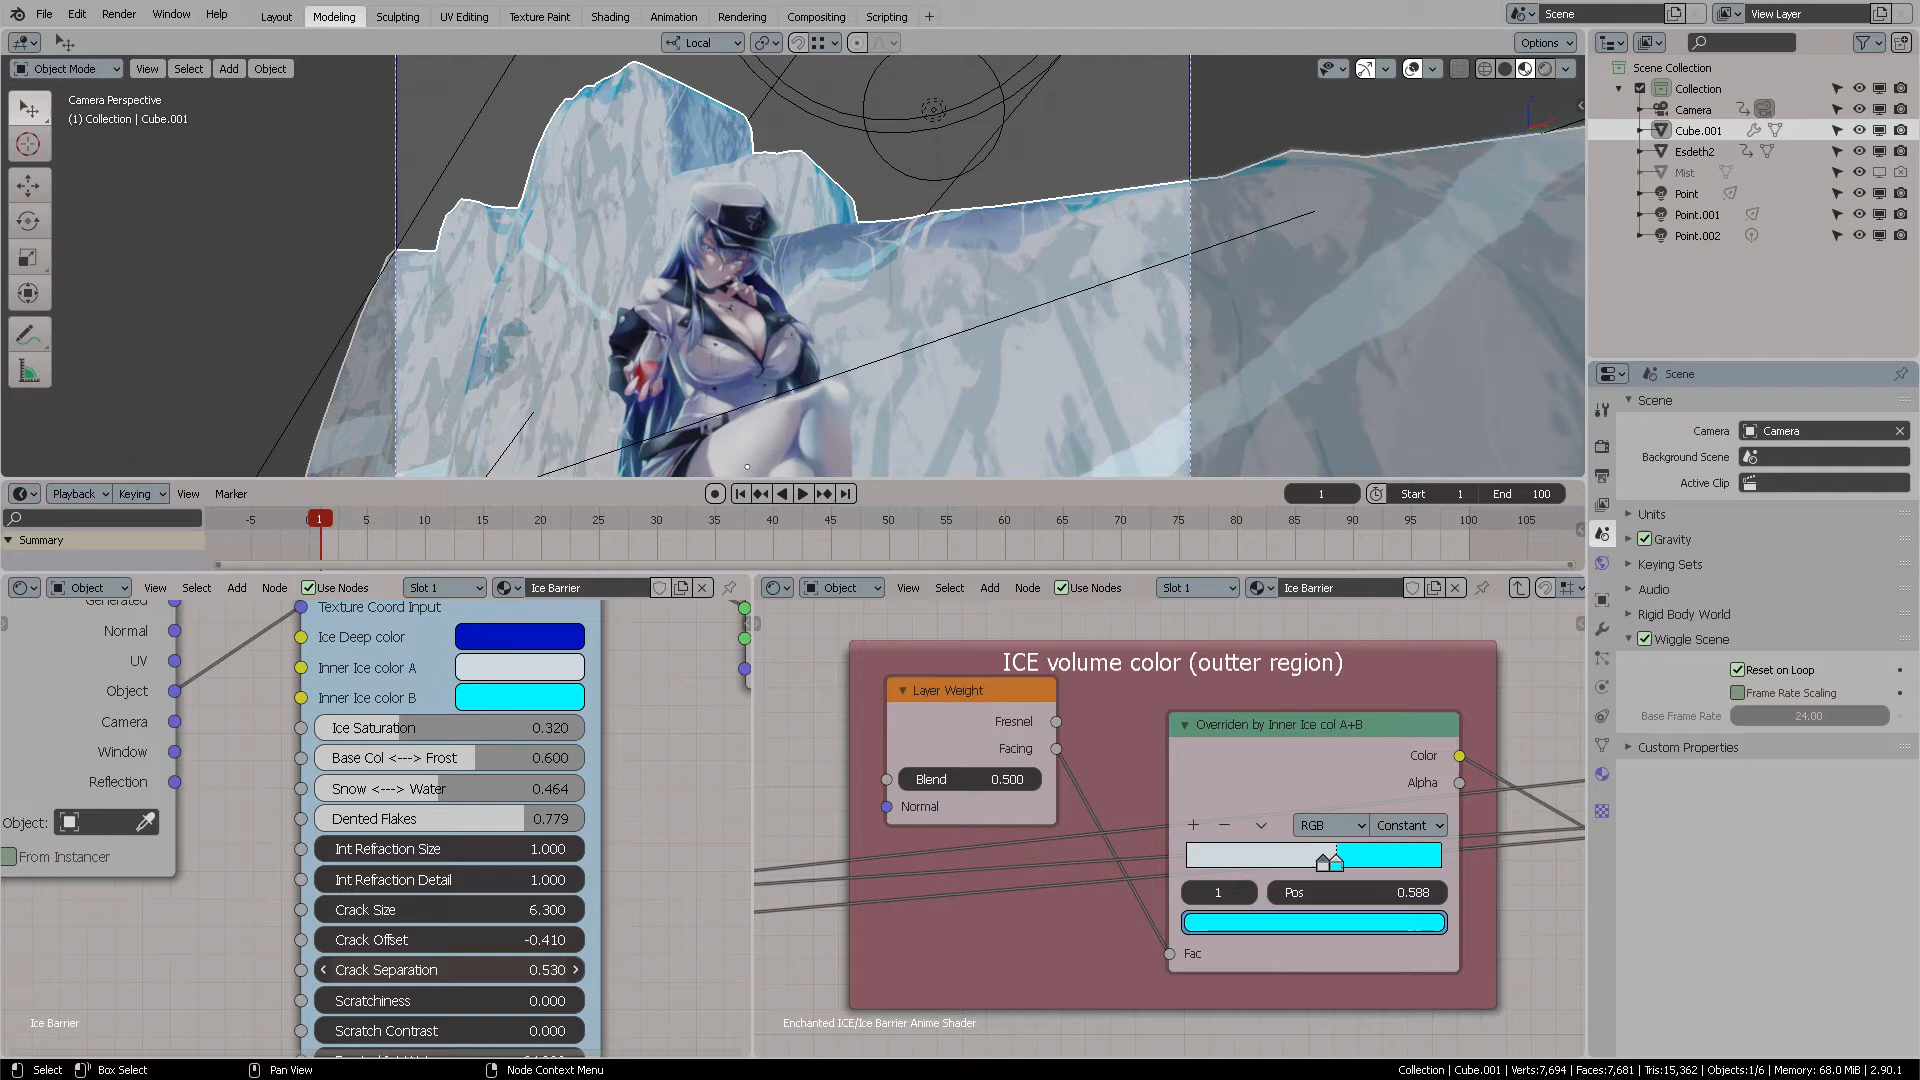 File Edit Render Window Help Layout Modeling Sculpting UV Editing Texture Paint Shading Animation Rendering Compositing Scripting + Scene View Layer
Local Options
Object Mode View Select Add Object
Camera Perspective
(1) Collection | Cube.001
Scene Collection
Collection
Camera
Cube.001
Esdeth2
Mist
Point
Point.001
Point.002
Scene
Scene
Camera Camera
Background Scene
Active Clip
Units
Gravity
Keying Sets
Audio
Rigid Body World
Wiggle Scene
Reset on Loop
Frame Rate Scaling
Base Frame Rate 24.00
Custom Properties
Playback Keying View Marker 1 Start 1 End 100
-5 1 5 10 15 20 25 30 35 40 45 50 55 60 65 70 75 80 85 90 95 100 105
Summary
Object View Select Add Node Use Nodes Slot 1 Ice Barrier
Generated
Normal
UV
Object
Camera
Window
Reflection
Object:
From Instancer
Texture Coord Input
Ice Deep color
Inner Ice color A
Inner Ice color B
Ice Saturation 0.320
Base Col <---> Frost 0.600
Snow <---> Water 0.464
Dented Flakes 0.779
Int Refraction Size 1.000
Int Refraction Detail 1.000
Crack Size 6.300
Crack Offset -0.410
Crack Separation 0.530
Scratchiness 0.000
Scratch Contrast 0.000
Ice Barrier
Object View Select Add Node Use Nodes Slot 1 Ice Barrier
ICE volume color (outter region)
Layer Weight
Fresnel
Facing
Blend 0.500
Normal
Overriden by Inner Ice col A+B
Color
Alpha
+ − RGB Constant
1 Pos 0.588
Fac
Enchanted ICE/Ice Barrier Anime Shader
Select Box Select Pan View Node Context Menu Collection | Cube.001 | Verts:7,694 | Faces:7,681 | Tris:15,362 | Objects:1/6 | Memory: 68.0 MiB | 2.90.1